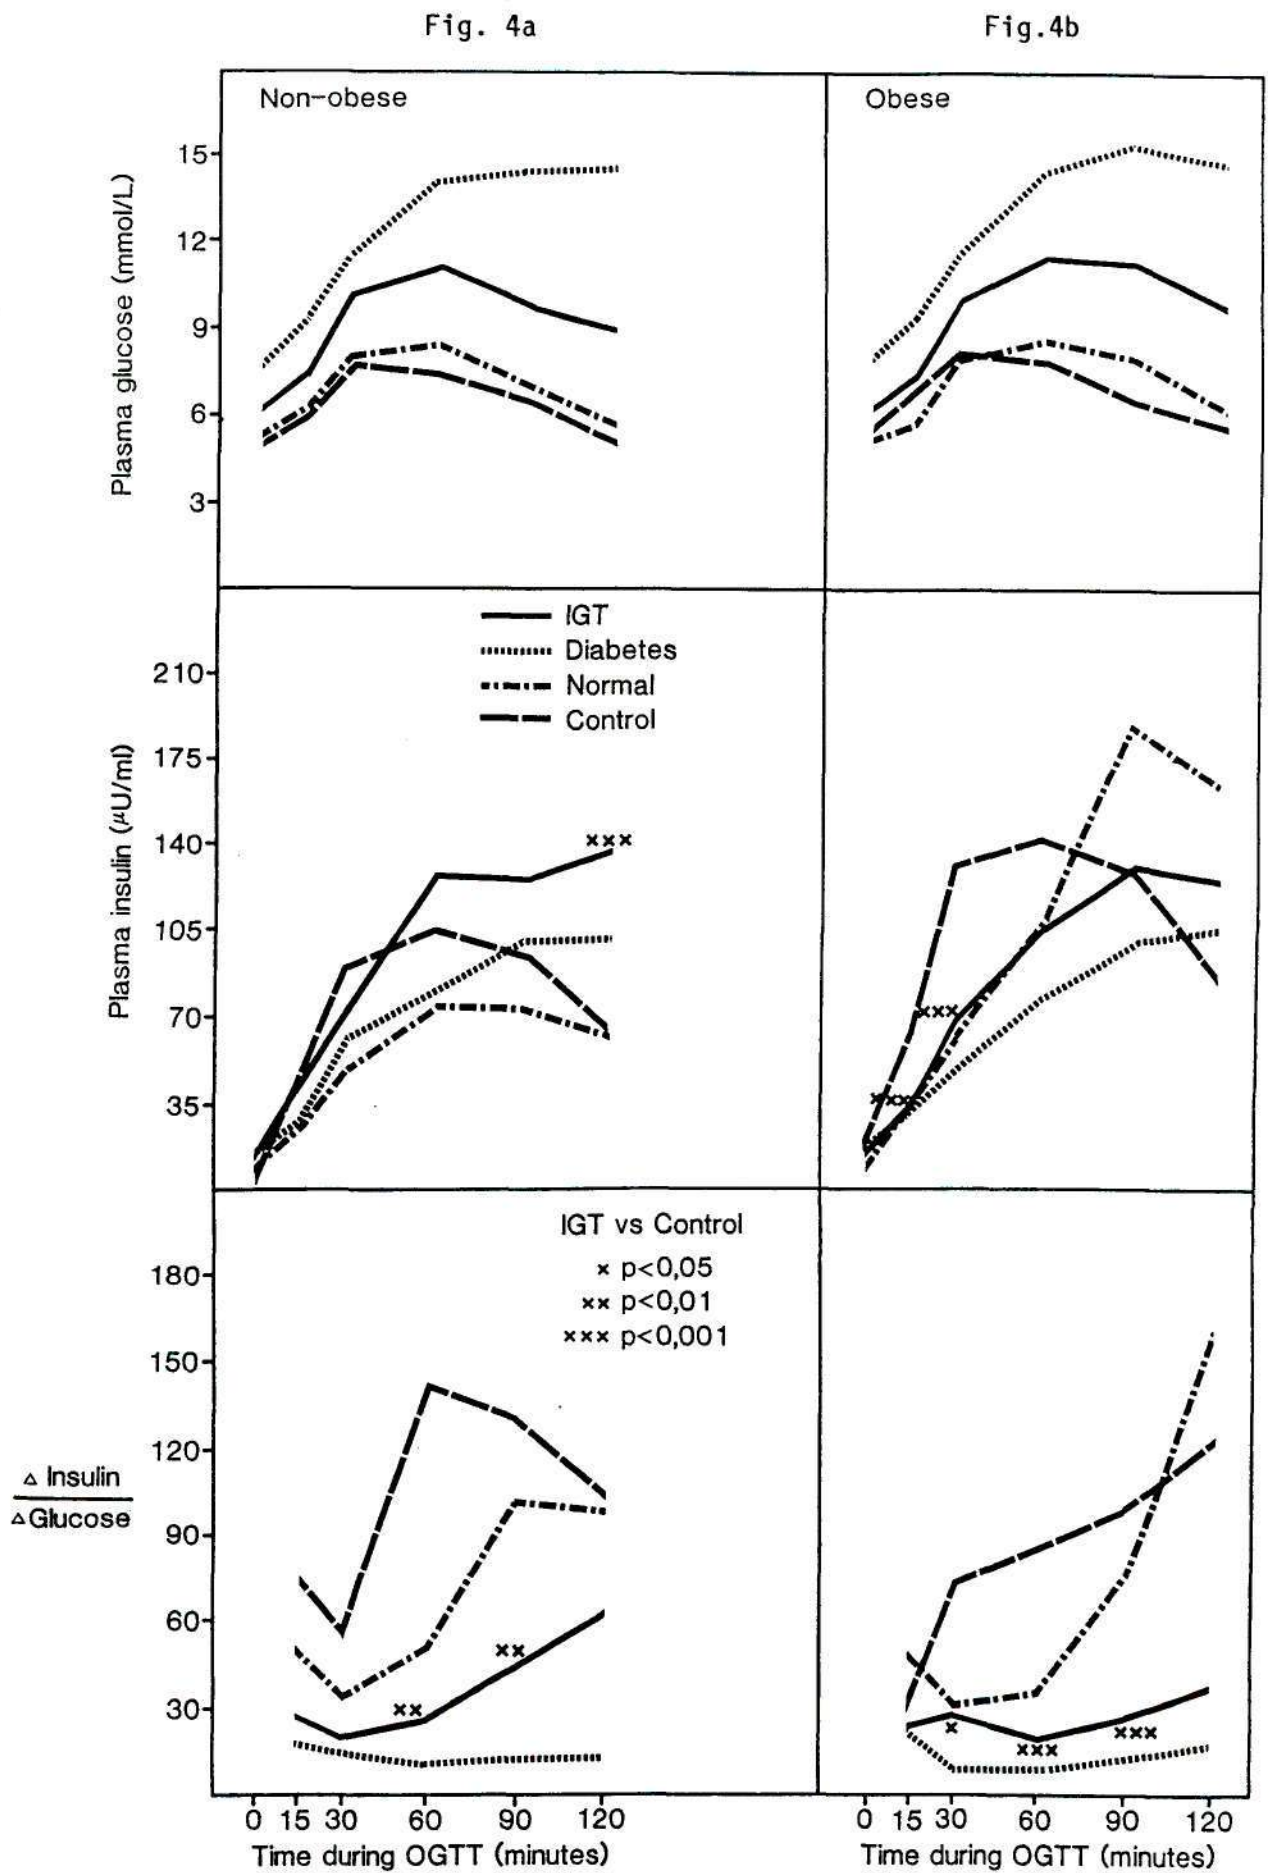 Fig. 4a
Fig.4b
Non-obese
Obese
Plasma glucose (mmol/L)
15
12
9
6
3
IGT
Diabetes
Normal
Control
Plasma insulin (μU/ml)
210
175
140
105
70
35
×××
×××
×
×××
×
IGT vs Control
× p<0,05
×× p<0,01
××× p<0,001
△ Insulin
△Glucose
180
150
120
90
60
30
××
××
×
×××
×××
0 15 30 60 90 120
Time during OGTT (minutes)
0 15 30 60 90 120
Time during OGTT (minutes)